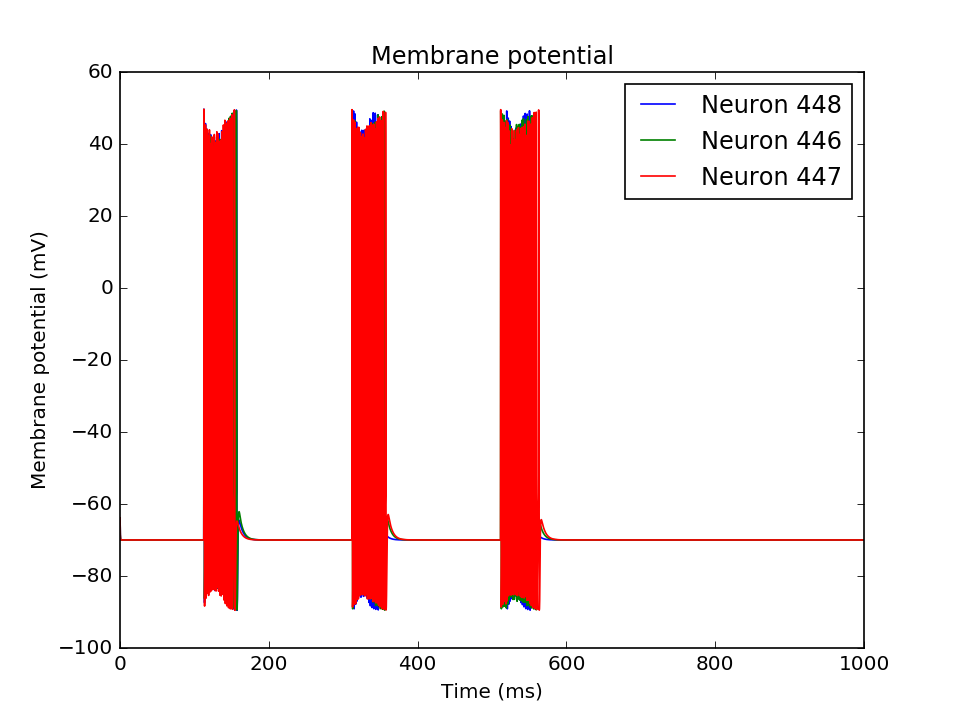 Membrane potential
60
40
20
0
−20
−40
−60
−80
−100
Membrane potential (mV)
Neuron 448
Neuron 446
Neuron 447
0 200 400 600 800 1000
Time (ms)